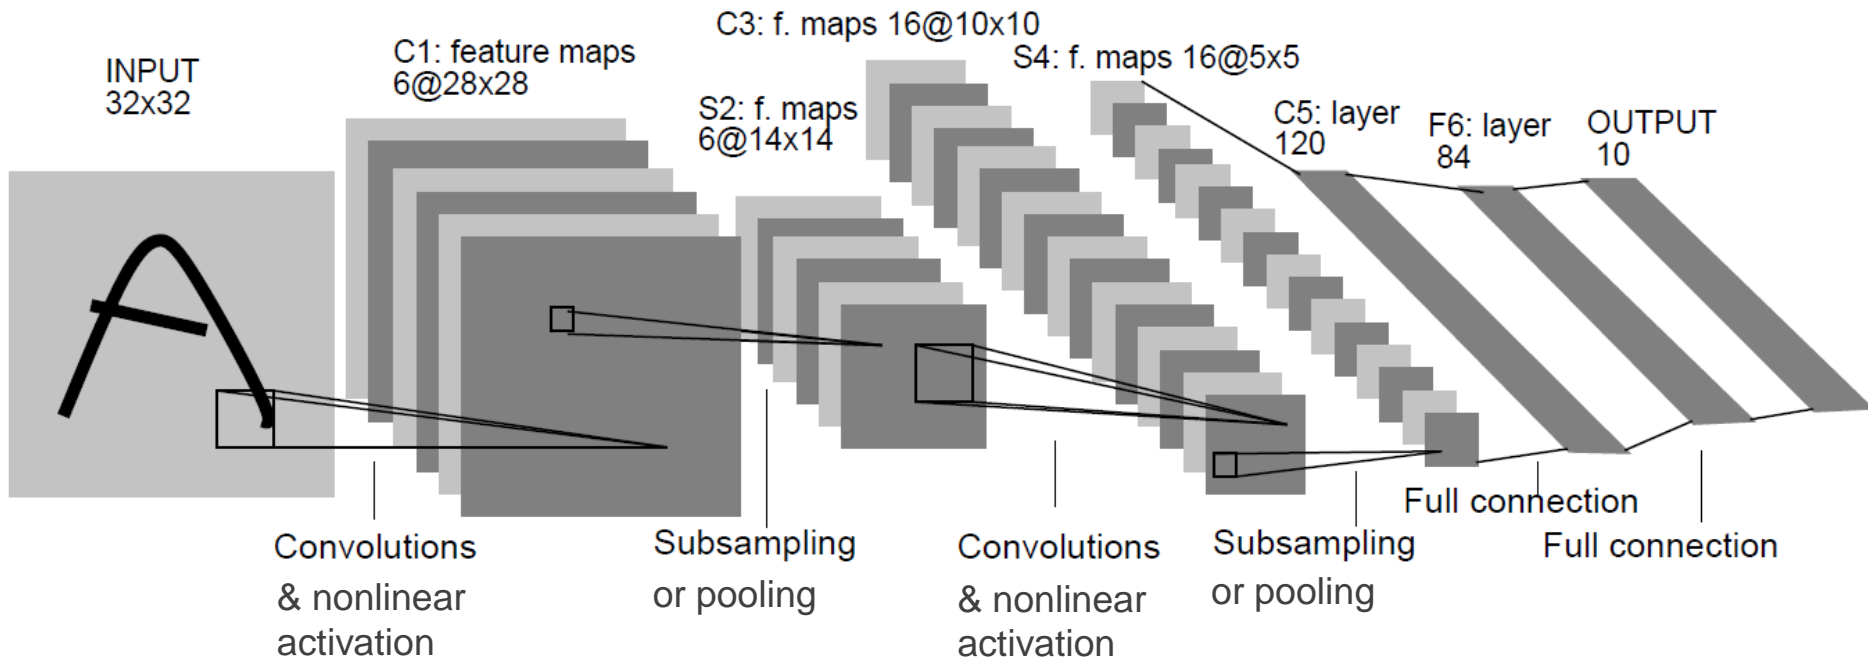 INPUT
32x32
C1: feature maps
6@28x28
S2: f. maps
6@14x14
C3: f. maps 16@10x10
S4: f. maps 16@5x5
C5: layer
120
F6: layer
84
OUTPUT
10
Convolutions
& nonlinear
activation
Subsampling
or pooling
Convolutions
& nonlinear
activation
Subsampling
or pooling
Full connection
Full connection
A